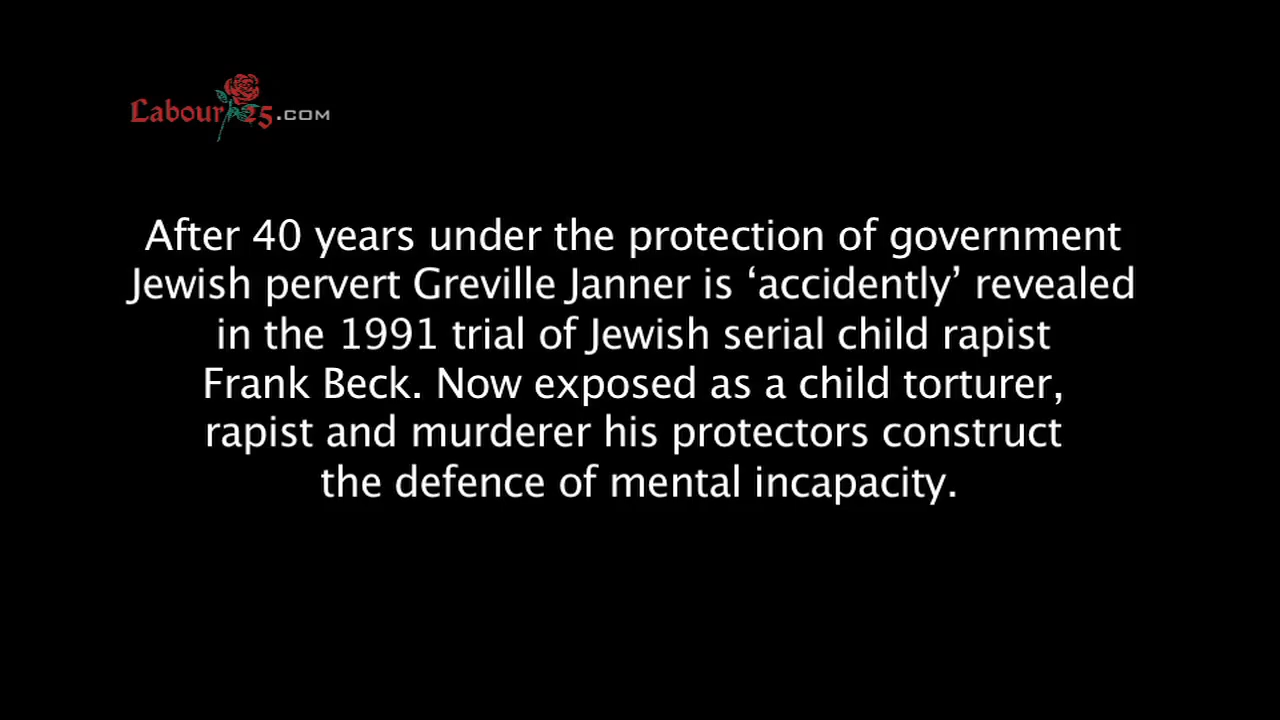 Labour25.com
After 40 years under the protection of government
Jewish pervert Greville Janner is ‘accidently’ revealed
in the 1991 trial of Jewish serial child rapist
Frank Beck. Now exposed as a child torturer,
rapist and murderer his protectors construct
the defence of mental incapacity.